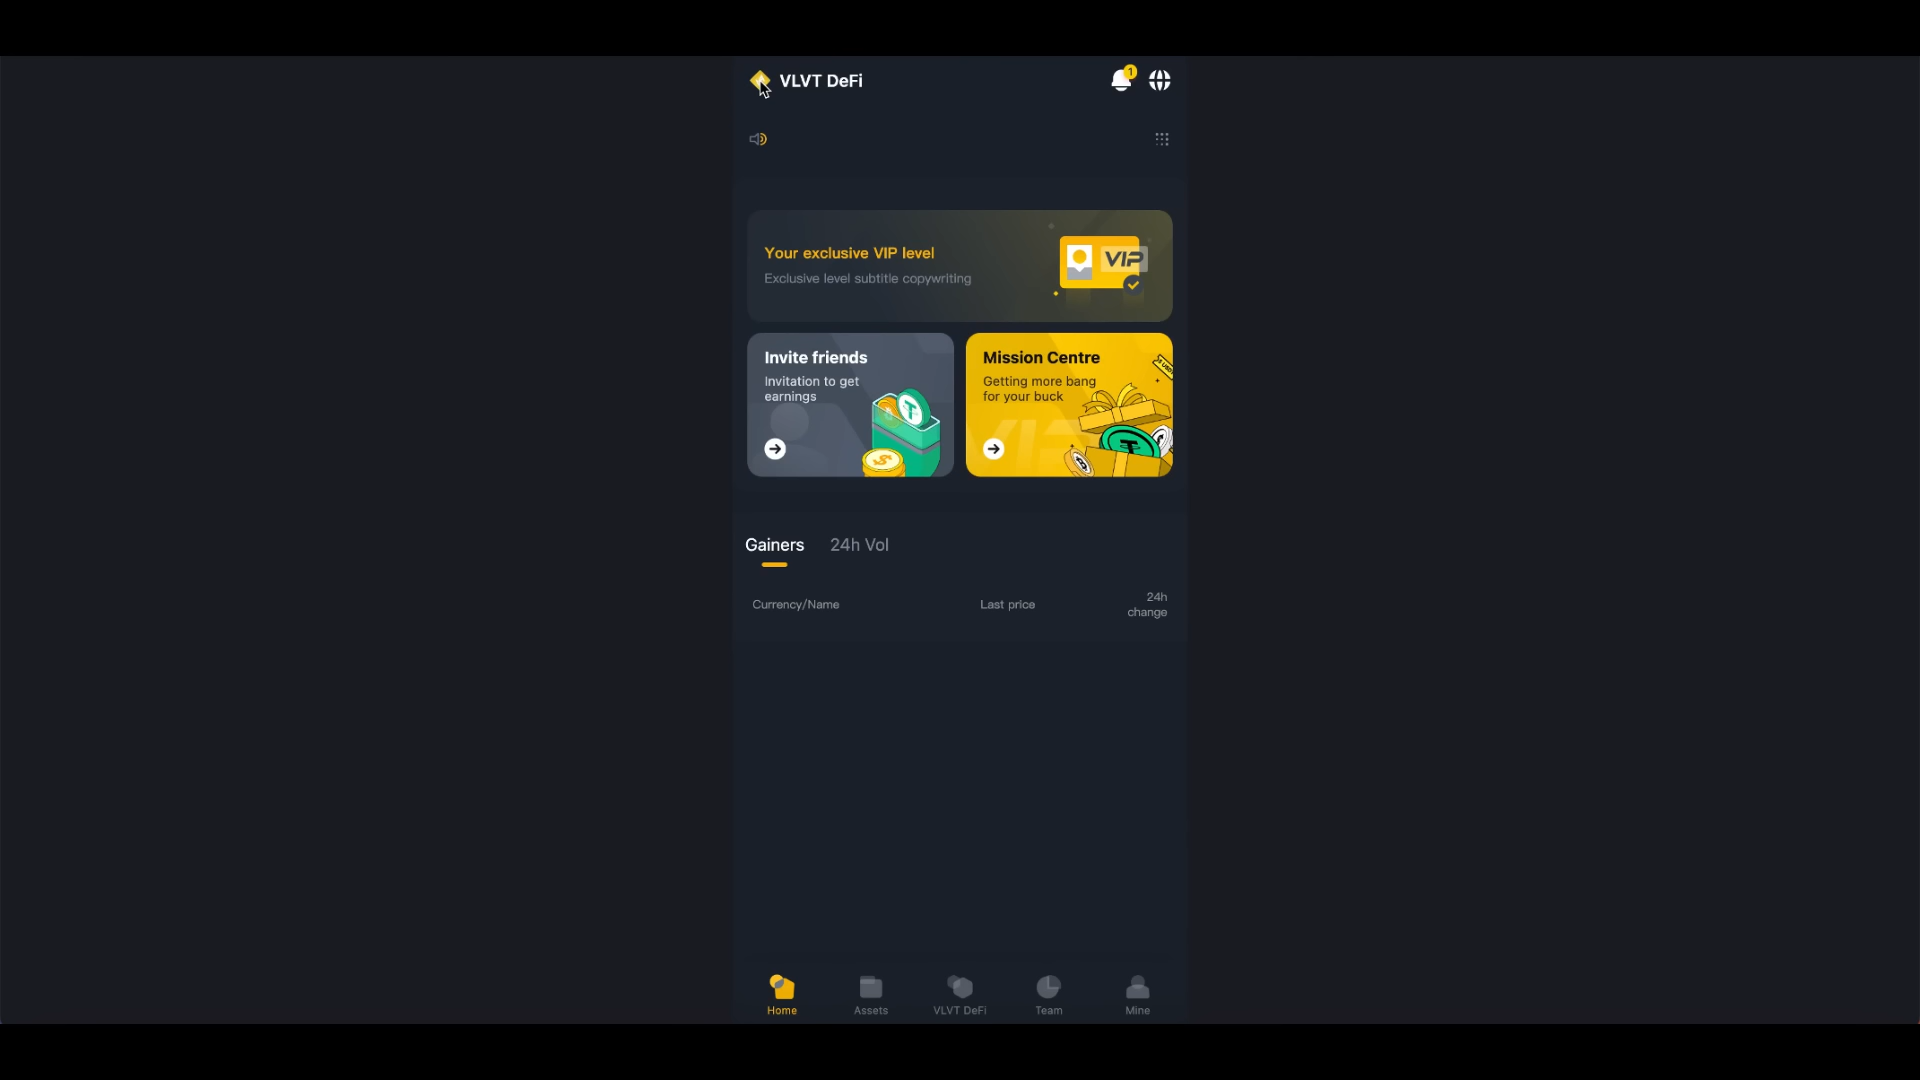 VLVT DeFi
1
Your exclusive VIP level
Exclusive level subtitle copywriting
VIP
Invite friends
Invitation to get
earnings
Mission Centre
Getting more bang
for your buck
Gainers
24h Vol
Currency/Name
Last price
24h
change
Home
Assets
VLVT DeFi
Team
Mine